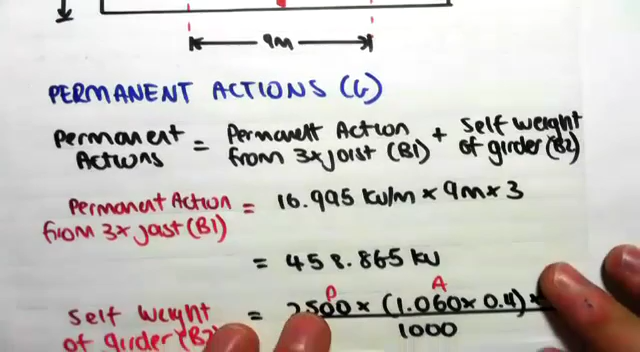 9m
PERMANENT ACTIONS (G)
Permanent Actions = Permanent Action from 3x joist (B1) + Self weight of girder (B2)
Permanent Action from 3x joist (B1) = 16.995 kN/m x 9m x 3
= 458.865 kN
ρ A
Self weight of girder (B2) = 2500 x (1.060 x 0.4) x
1000